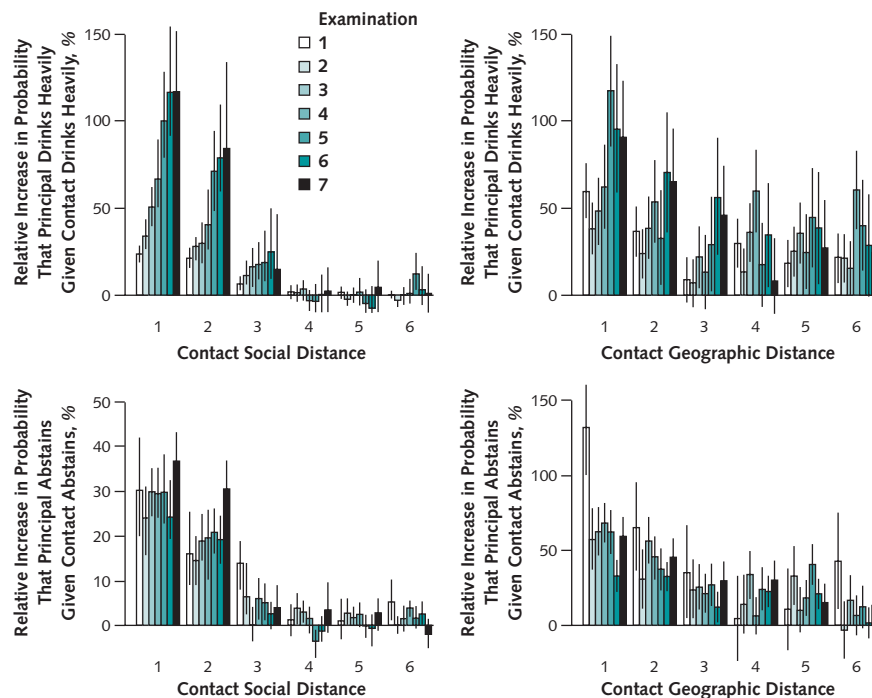 Relative Increase in Probability
That Principal Drinks Heavily
Given Contact Drinks Heavily, %
150
100
50
0
1 2 3 4 5 6
Contact Social Distance
Examination
1
2
3
4
5
6
7
Relative Increase in Probability
That Principal Drinks Heavily
Given Contact Drinks Heavily, %
150
100
50
0
1 2 3 4 5 6
Contact Geographic Distance
Relative Increase in Probability
That Principal Abstains
Given Contact Abstains, %
50
40
30
20
10
0
1 2 3 4 5 6
Contact Social Distance
Relative Increase in Probability
That Principal Abstains
Given Contact Abstains, %
150
100
50
0
1 2 3 4 5 6
Contact Geographic Distance